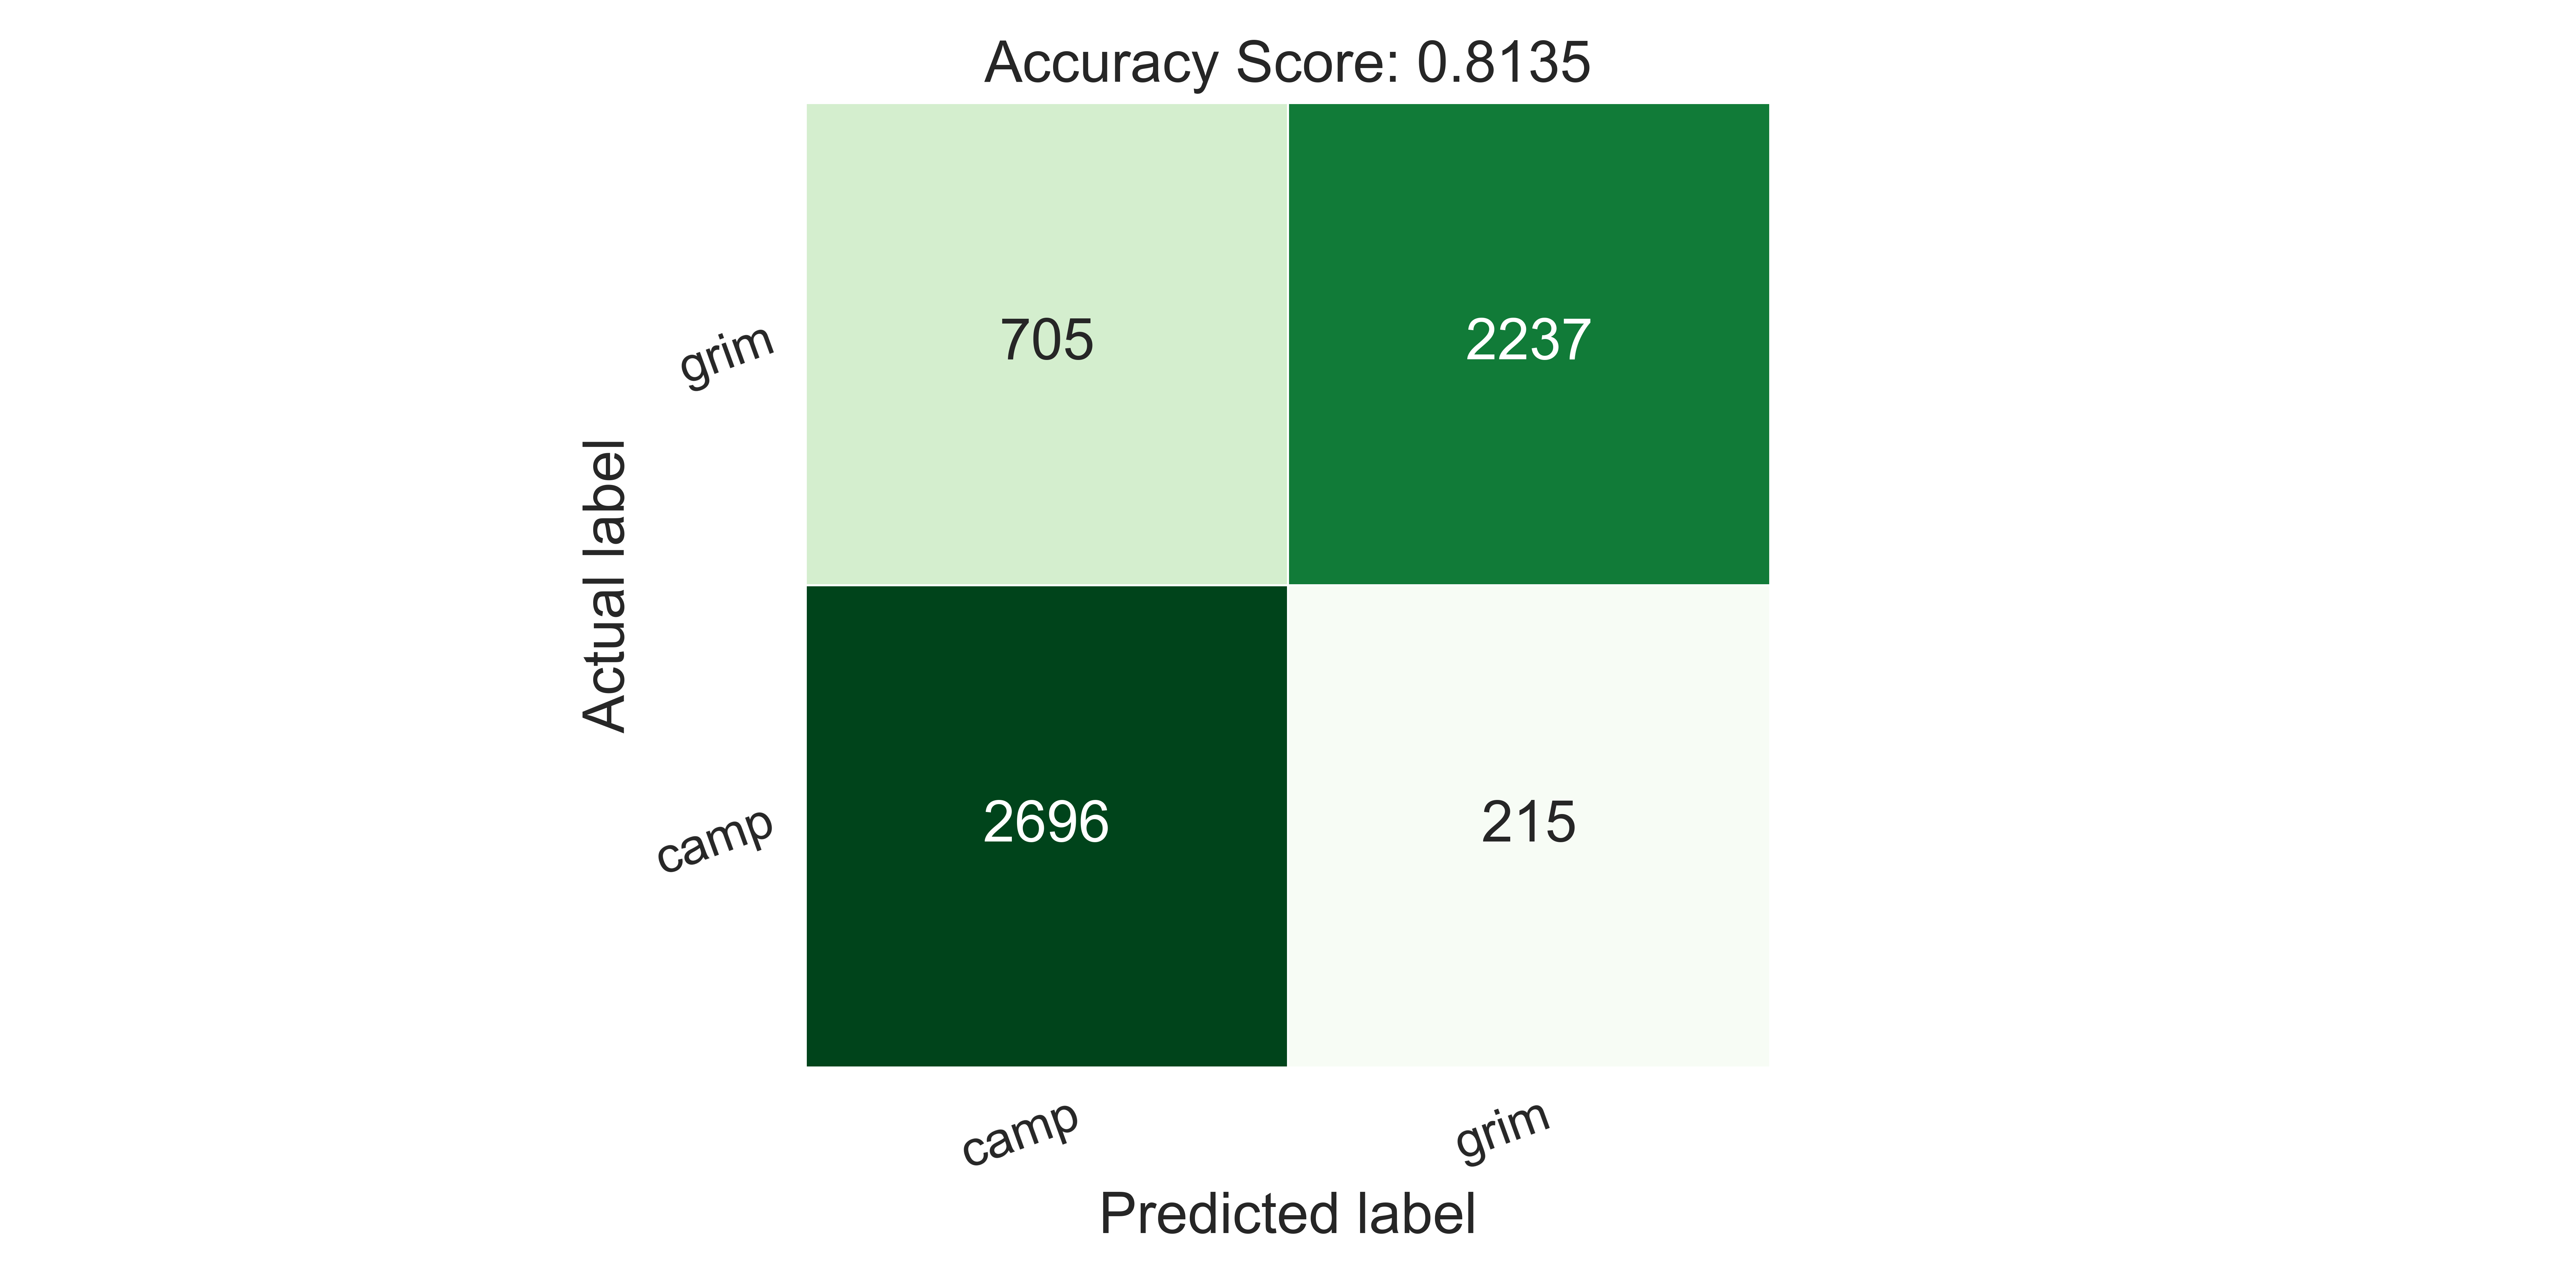 Accuracy Score: 0.8135
Actual label
grim
705 2237
camp
2696 215
camp grim
Predicted label